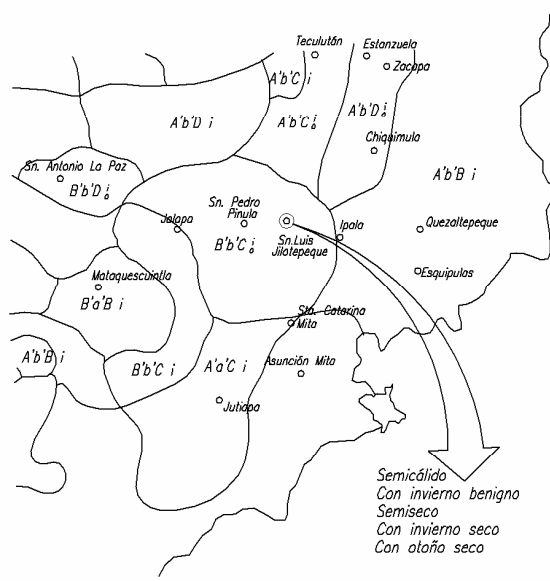 Teculután
Estanzuela
Zacapa
A'b'C i
A'b'D i
A'b'C i/o
A'b'D i/o
Chiquimula
Sn. Antonio La Paz
B'b'D i/o
A'b'B i
Sn. Pedro
Pinula
Jalapa
B'b'C i/o
Sn.Luis
Jilotepeque
Ipala
Quezaltepeque
Esquipulas
Mataquescuintla
B'a'B i
Sta. Catarina
Mita
A'b'B i
B'b'C i
A'a'C i
Asunción Mita
Jutiapa
Semicálido
Con invierno benigno
Semiseco
Con invierno seco
Con otoño seco